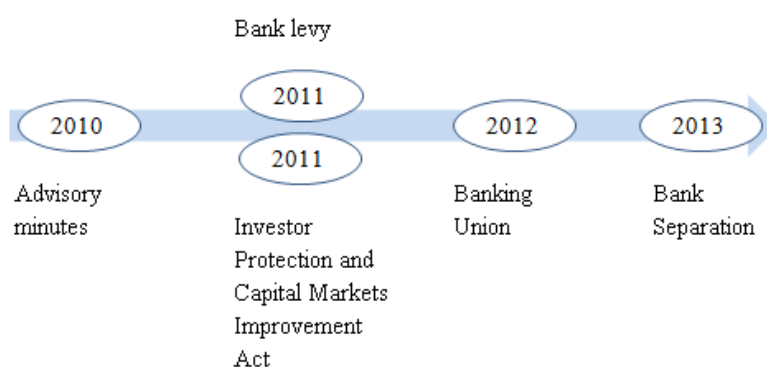 Bank levy
2011
2010
2011
2012
2013
Advisory
minutes
Investor
Protection and
Capital Markets
Improvement
Act
Banking
Union
Bank
Separation